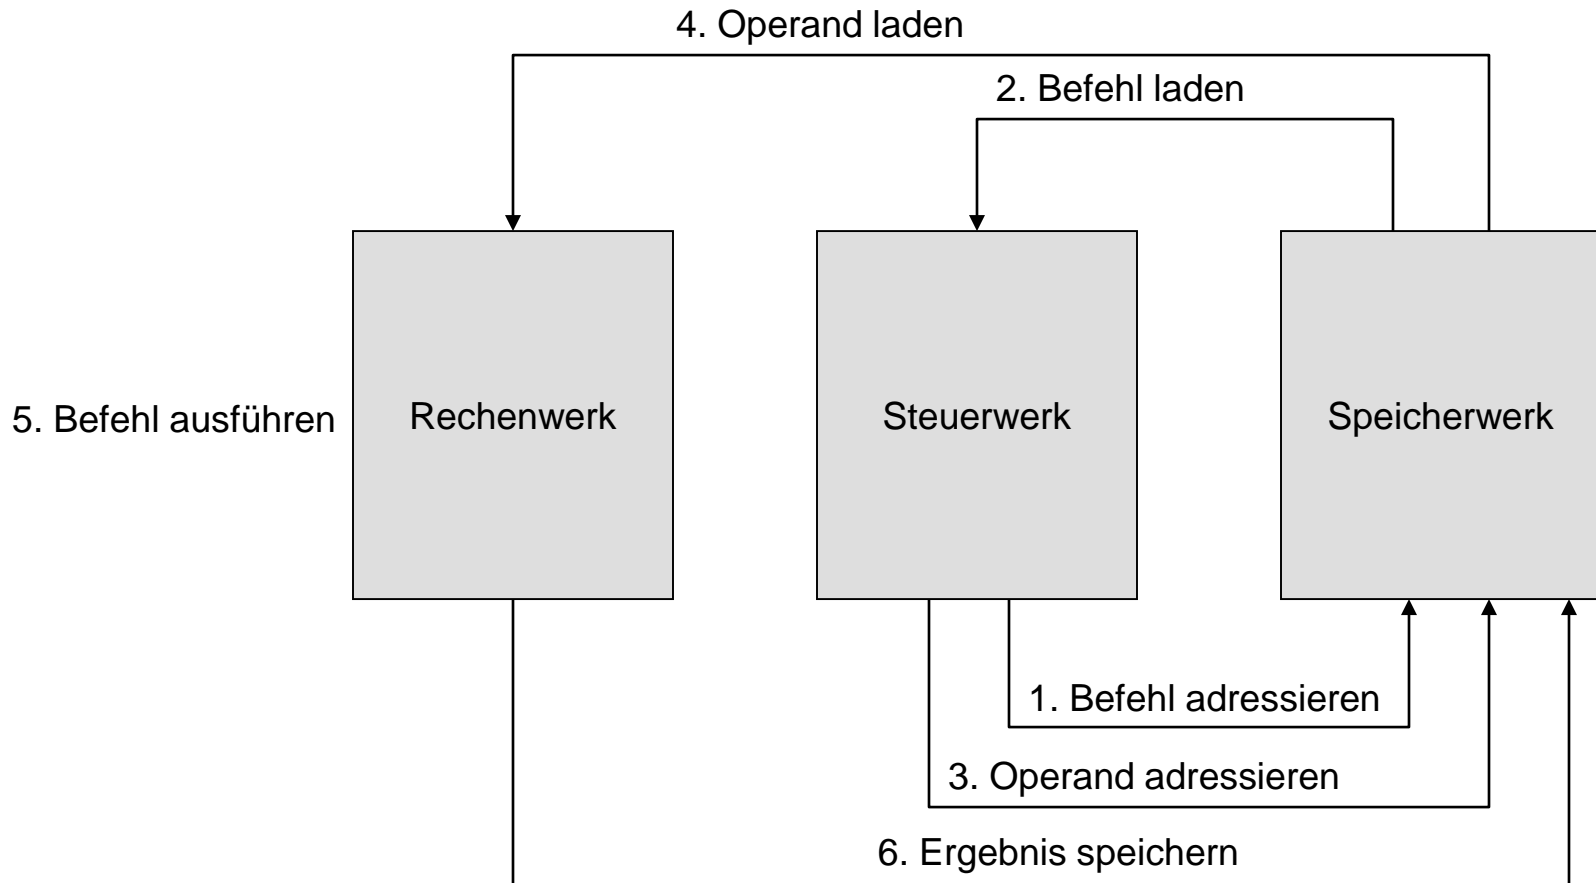 4. Operand laden
2. Befehl laden
5. Befehl ausführen
Rechenwerk
Steuerwerk
Speicherwerk
1. Befehl adressieren
3. Operand adressieren
6. Ergebnis speichern